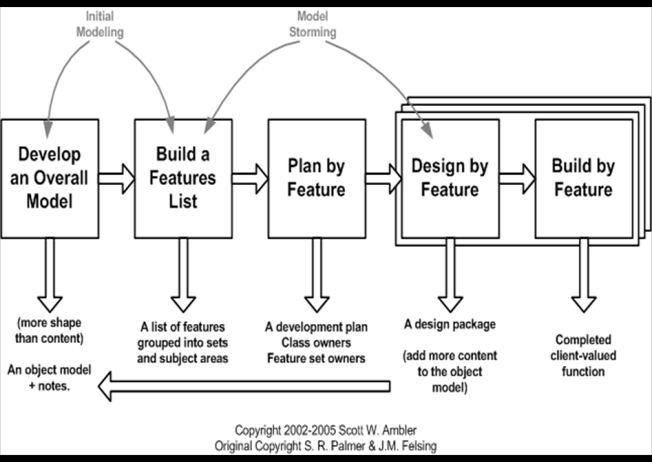 Initial
Modeling
Model
Storming
Develop
an Overall
Model
Build a
Features
List
Plan by
Feature
Design by
Feature
Build by
Feature
(more shape
than content)
An object model
+ notes.
A list of features
grouped into sets
and subject areas
A development plan
Class owners
Feature set owners
A design package
(add more content
to the object
model)
Completed
client-valued
function
Copyright 2002-2005 Scott W. Ambler
Original Copyright S. R. Palmer & J.M. Felsing